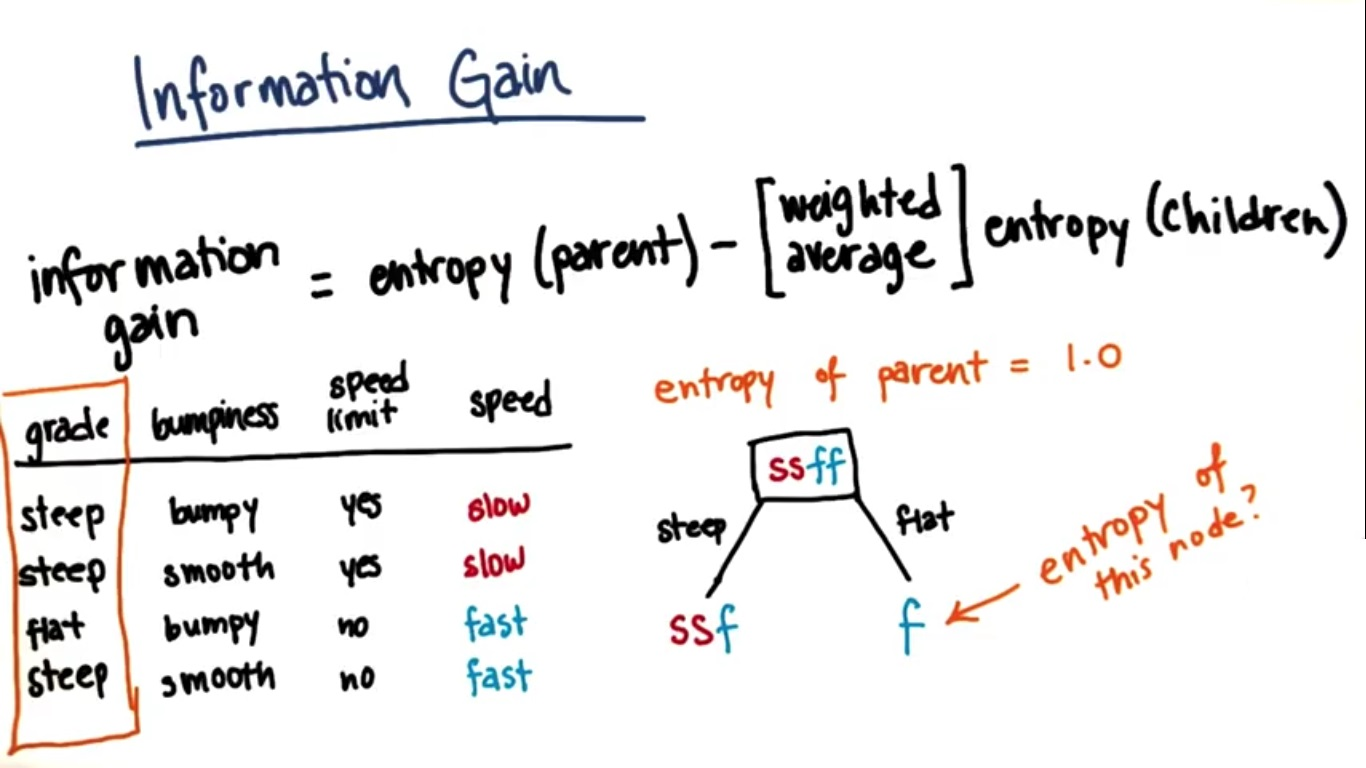 Information Gain
information gain = entropy (parent) - [weighted average] entropy (children)
entropy of parent = 1.0
grade bumpiness speed limit speed
steep bumpy yes slow
steep smooth yes slow
flat bumpy no fast
steep smooth no fast
ssff
steep flat
ssf f
entropy of
this node?